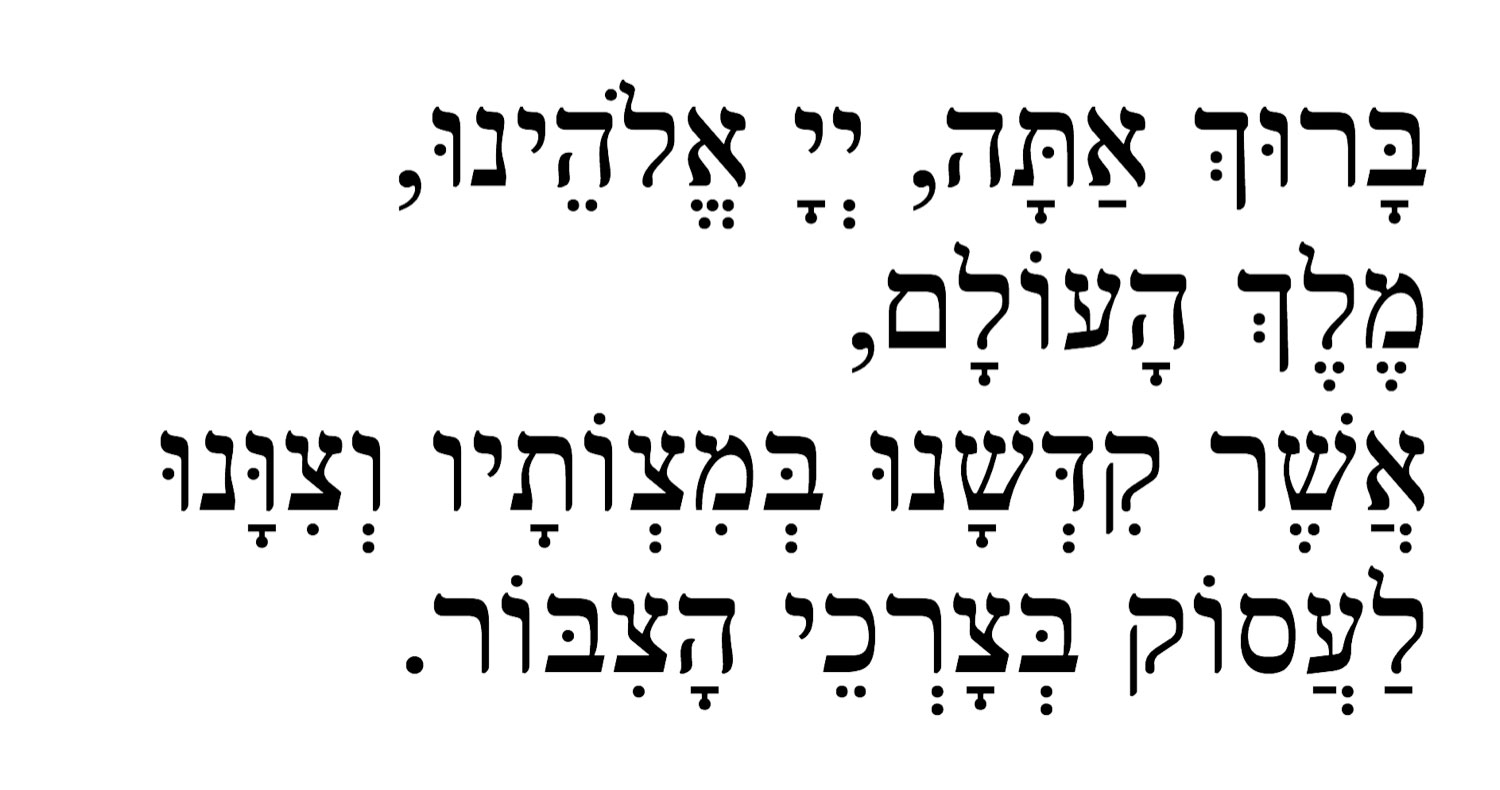 בָּרוּךְ אַתָּה, יְיָ אֱלֹהֵינוּ,
מֶלֶךְ הָעוֹלָם,
אֲשֶׁר קִדְּשָׁנוּ בְּמִצְוֹתָיו וְצִוָּנוּ
לַעֲסוֹק בְּצָרְכֵי הָצִבּוֹר.